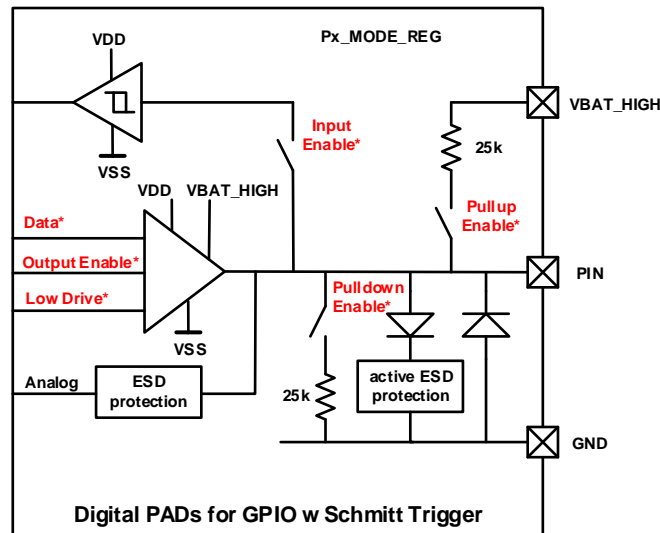 VDD
Px_MODE_REG
VBAT_HIGH
Input
Enable*
25k
VSS
Pullup
Enable*
VDD
VBAT_HIGH
Data*
Output Enable*
PIN
Low Drive*
Pulldown
Enable*
VSS
Analog
ESD
protection
25k
active ESD
protection
GND
Digital PADs for GPIO w Schmitt Trigger